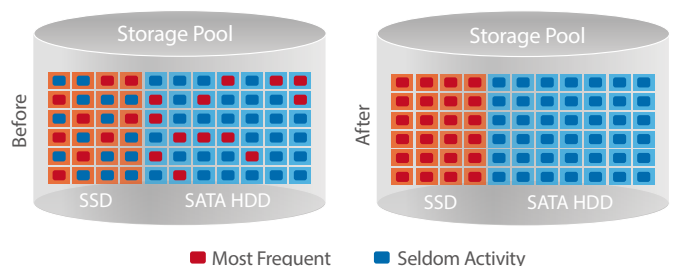 Storage Pool
Before
SSD
SATA HDD
Storage Pool
After
SSD
SATA HDD
Most Frequent
Seldom Activity